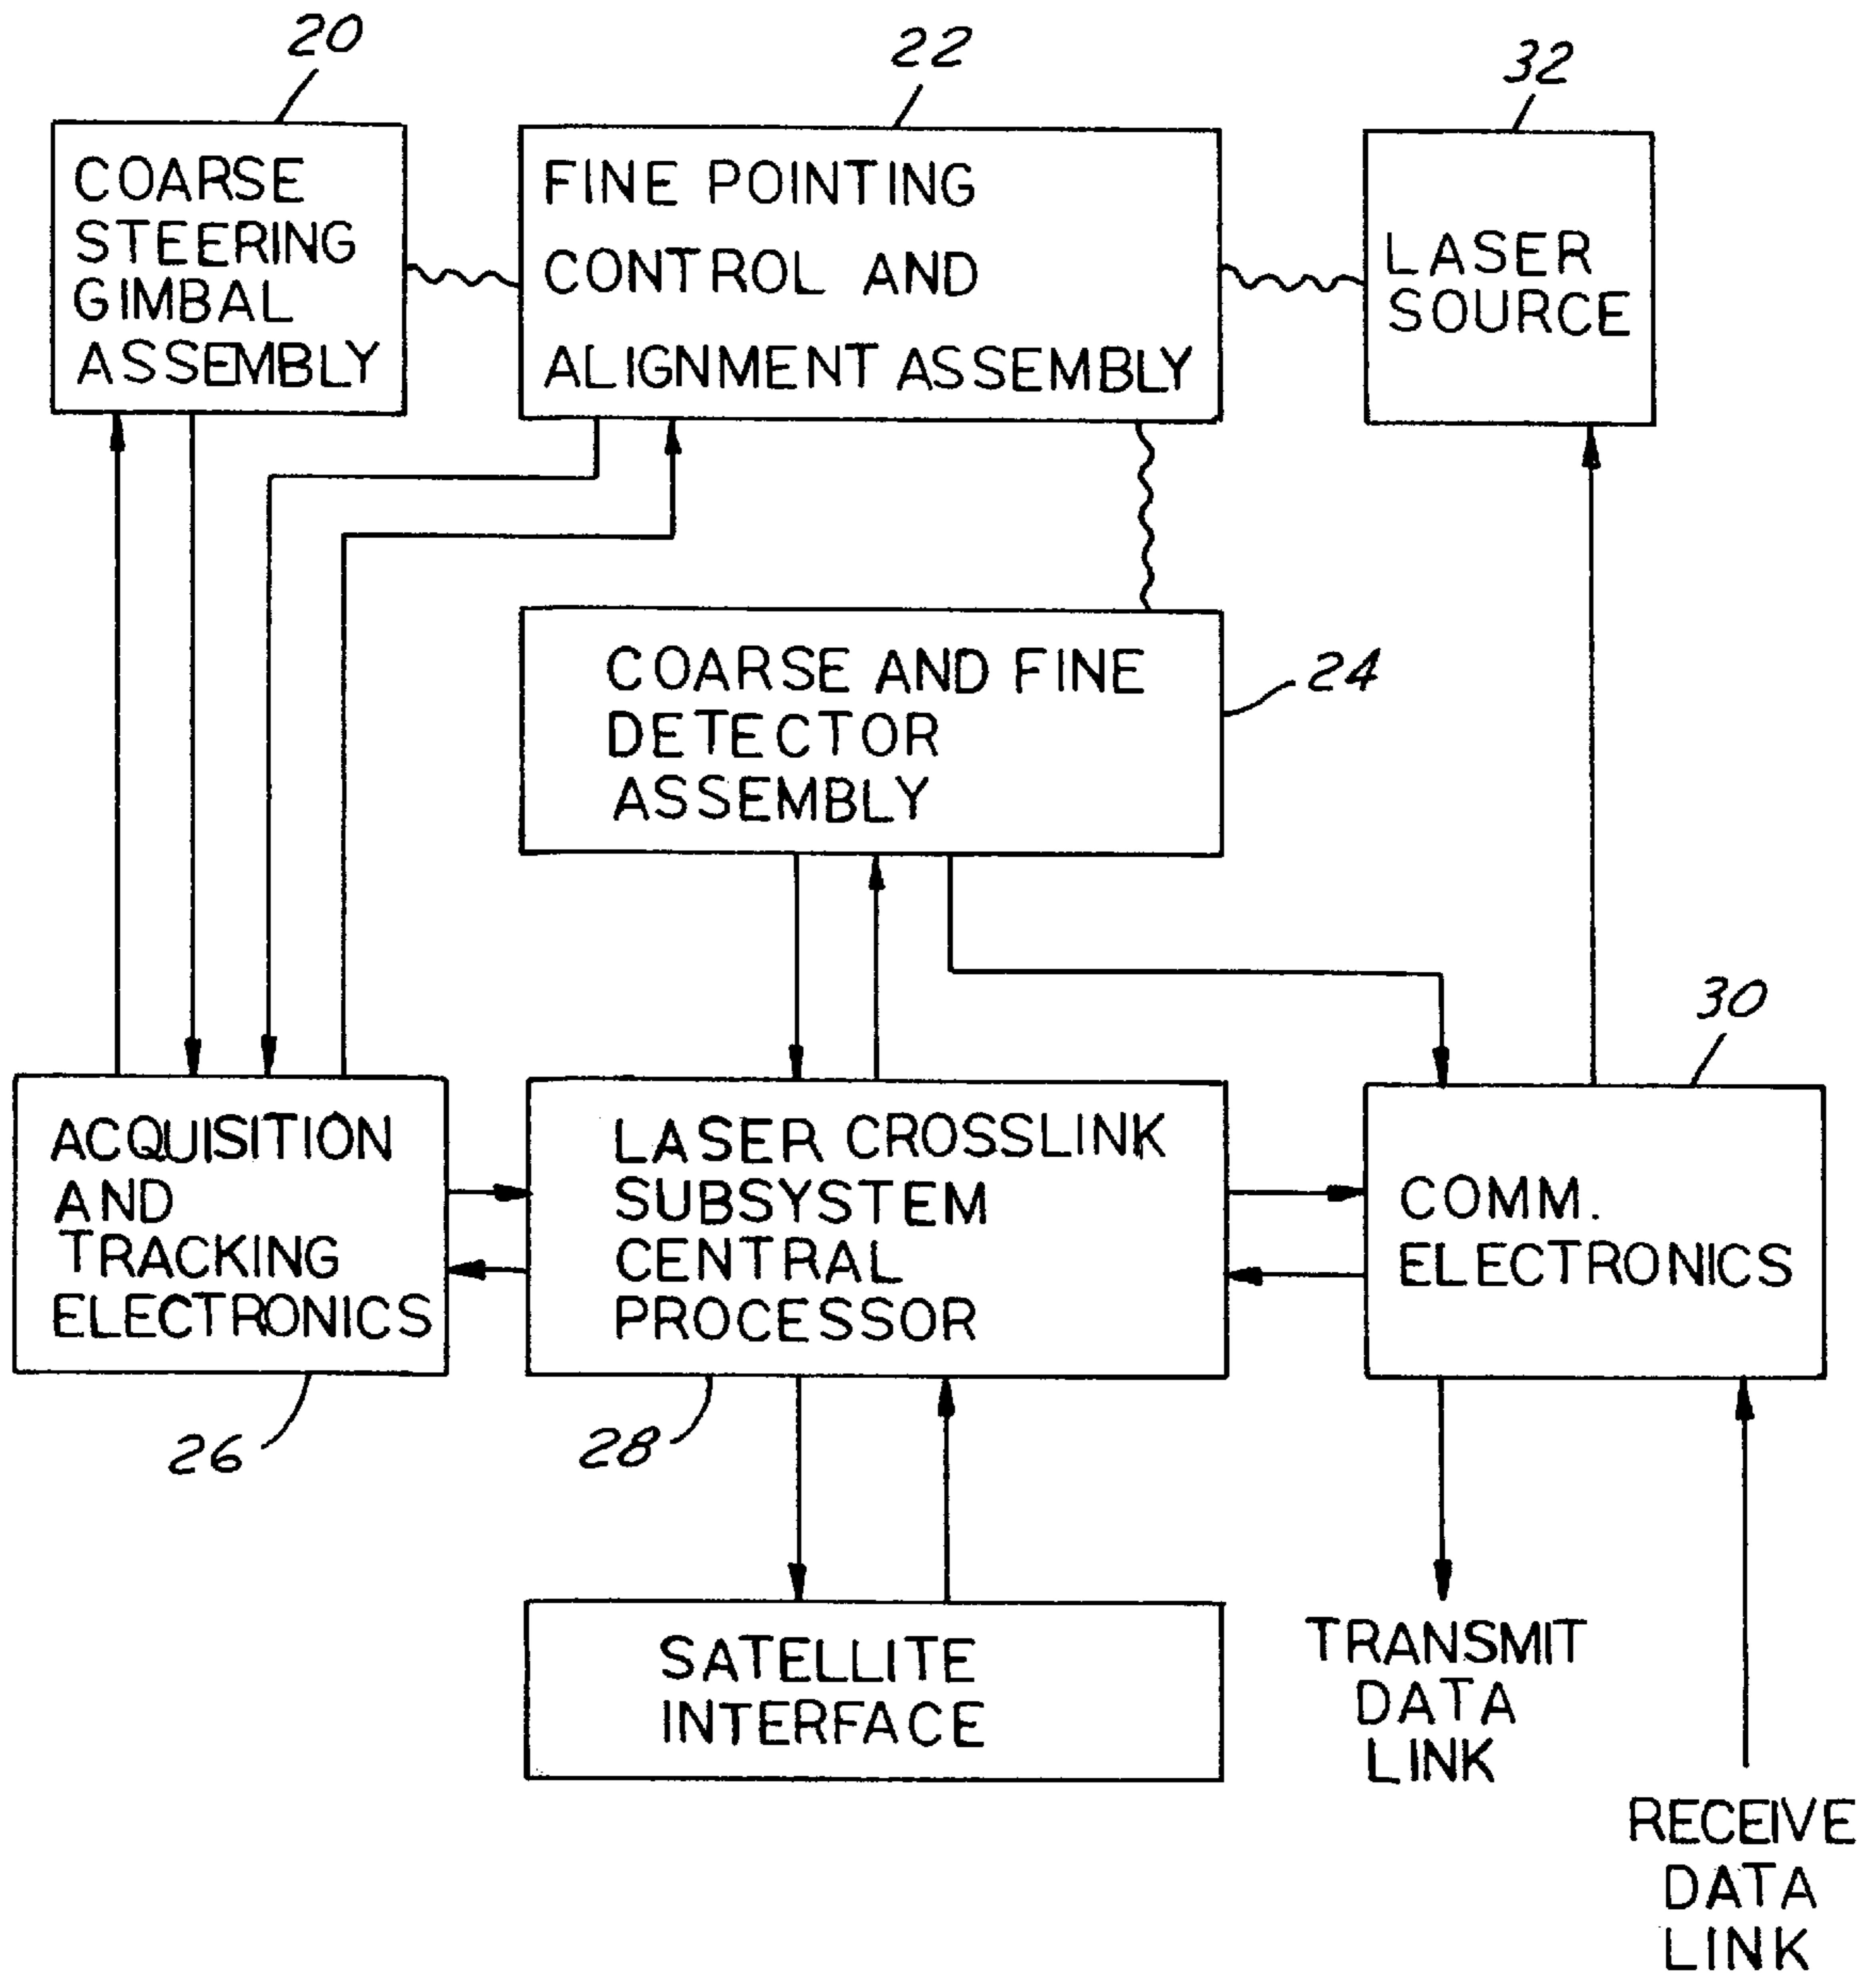 20
22
32
COARSE
STEERING
GIMBAL
ASSEMBLY
FINE POINTING
CONTROL AND
ALIGNMENT ASSEMBLY
LASER
SOURCE
COARSE AND FINE
DETECTOR
ASSEMBLY
24
30
ACQUISITION
AND
TRACKING
ELECTRONICS
LASER CROSSLINK
SUBSYSTEM
CENTRAL
PROCESSOR
COMM.
ELECTRONICS
26
28
SATELLITE
INTERFACE
TRANSMIT
DATA
LINK
RECEIVE
DATA
LINK